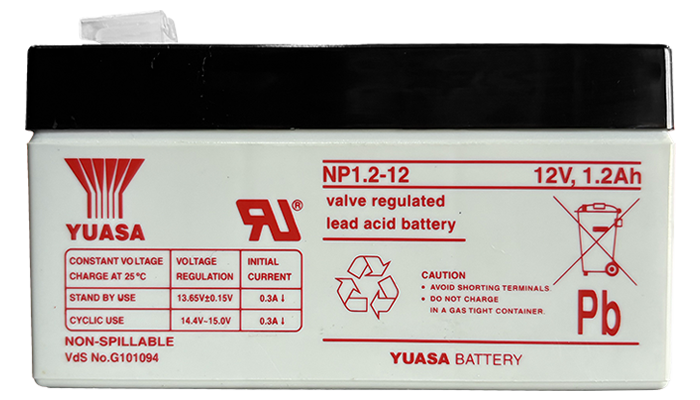 YUASA
CONSTANT VOLTAGE CHARGE AT 25°C VOLTAGE REGULATION INITIAL CURRENT
STAND BY USE 13.65V±0.15V 0.3A↓
CYCLIC USE 14.4V~15.0V 0.3A↓
NON-SPILLABLE
VdS No.G101094
RU®
NP1.2-12 12V, 1.2Ah
valve regulated
lead acid battery
CAUTION
• AVOID SHORTING TERMINALS.
• DO NOT CHARGE
IN A GAS TIGHT CONTAINER.
Pb
YUASA BATTERY